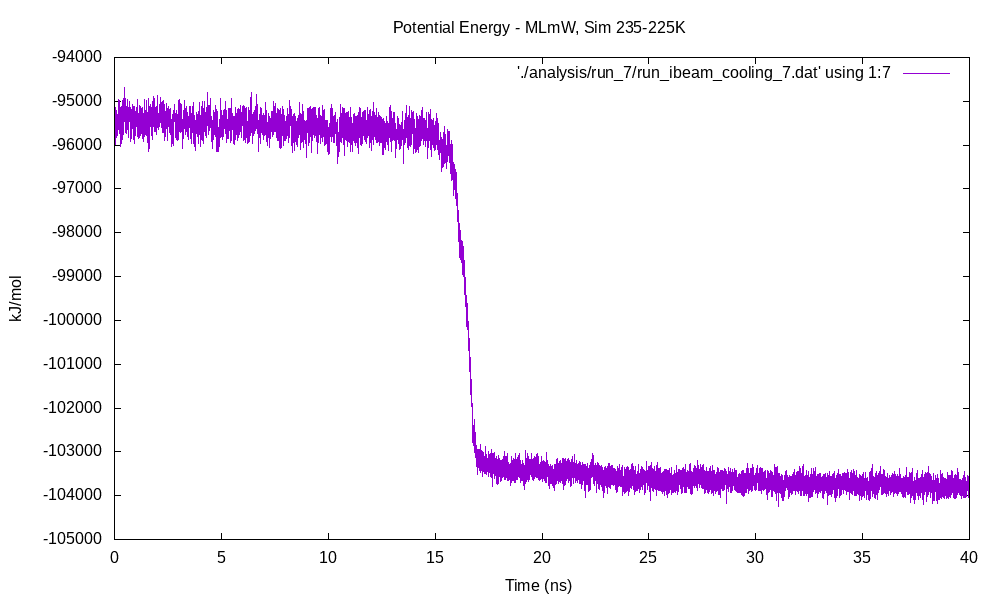 Potential Energy - MLmW, Sim 235-225K
'./analysis/run_7/run_ibeam_cooling_7.dat' using 1:7
-94000
-95000
-96000
-97000
-98000
-99000
-100000
-101000
-102000
-103000
-104000
-105000
kJ/mol
0 5 10 15 20 25 30 35 40
Time (ns)